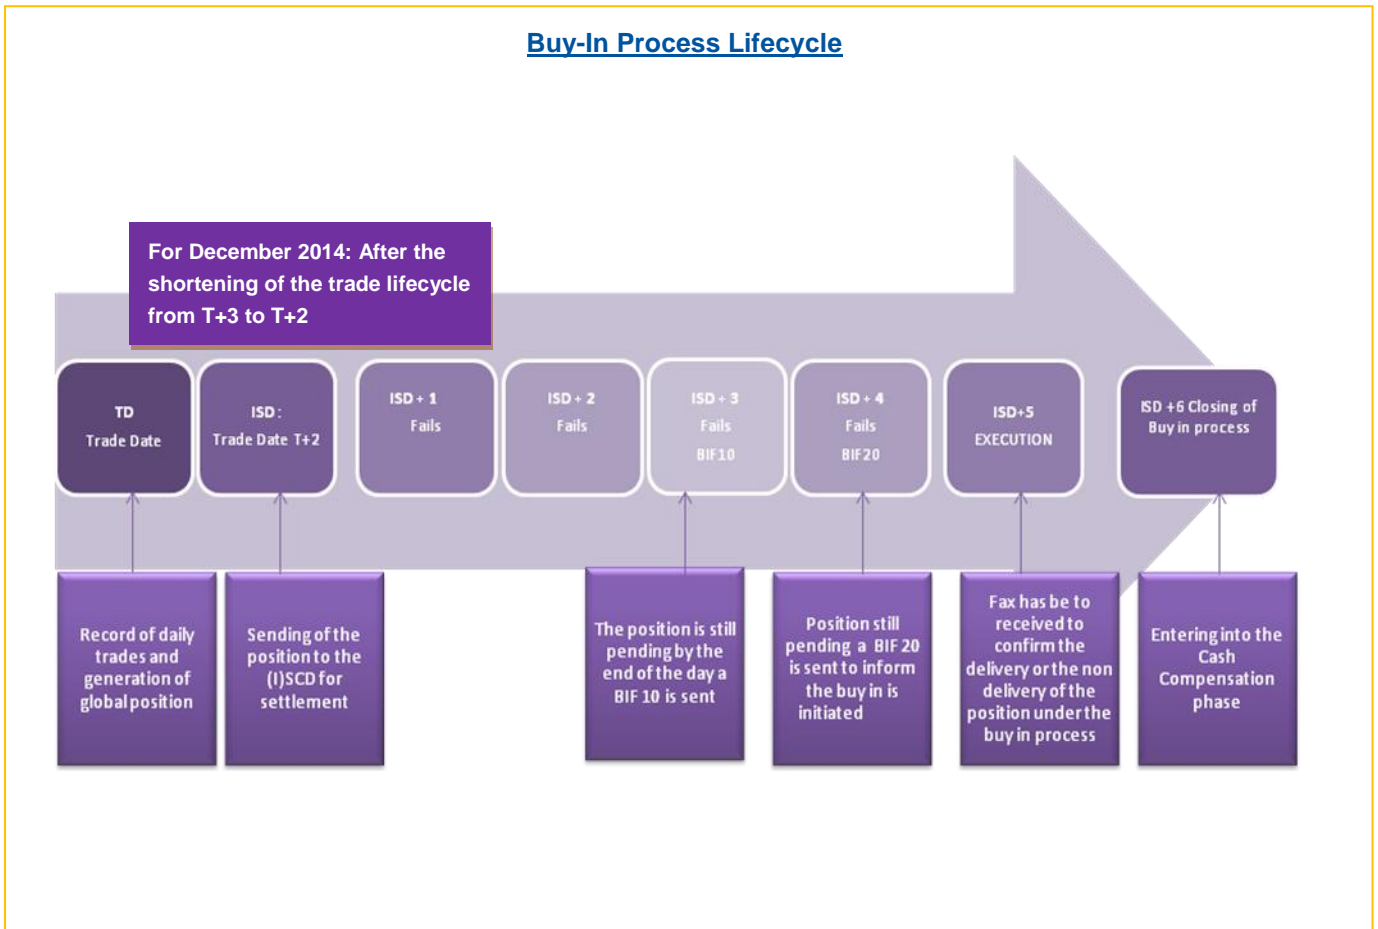 Buy-In Process Lifecycle
For December 2014: After the
shortening of the trade lifecycle
from T+3 to T+2
TD
Trade Date
ISD :
Trade Date T+2
ISD + 1
Fails
ISD + 2
Fails
ISD + 3
Fails
BIF10
ISD + 4
Fails
BIF20
ISD+5
EXECUTION
ISD +6 Closing of
Buy in process
Record of daily
trades and
generation of
global position
Sending of the
position to the
(I)SCD for
settlement
The position is still
pending by the
end of the day a
BIF 10 is sent
Position still
pending a BIF 20
is sent to inform
the buy in is
initiated
Fax has be to
received to
confirm the
delivery or the non
delivery of the
position under the
buy in process
Entering into the
Cash
Compensation
phase